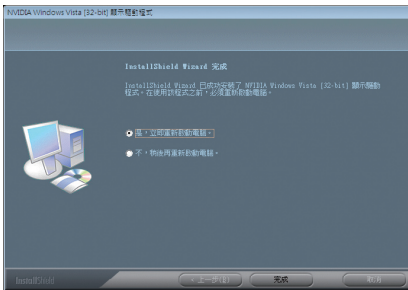 NVIDIA Windows Vista (32-bit) 顯示驅動程式
InstallShield Wizard 完成
InstallShield Wizard 已成功安裝了 NVIDIA Windows Vista (32-bit) 顯示驅動
程式。在使用該程式之前，必須重新啟動電腦。
是，立即重新啟動電腦。
不，稍後再重新啟動電腦。
InstallShield
< 上一步(B)
完成
取消